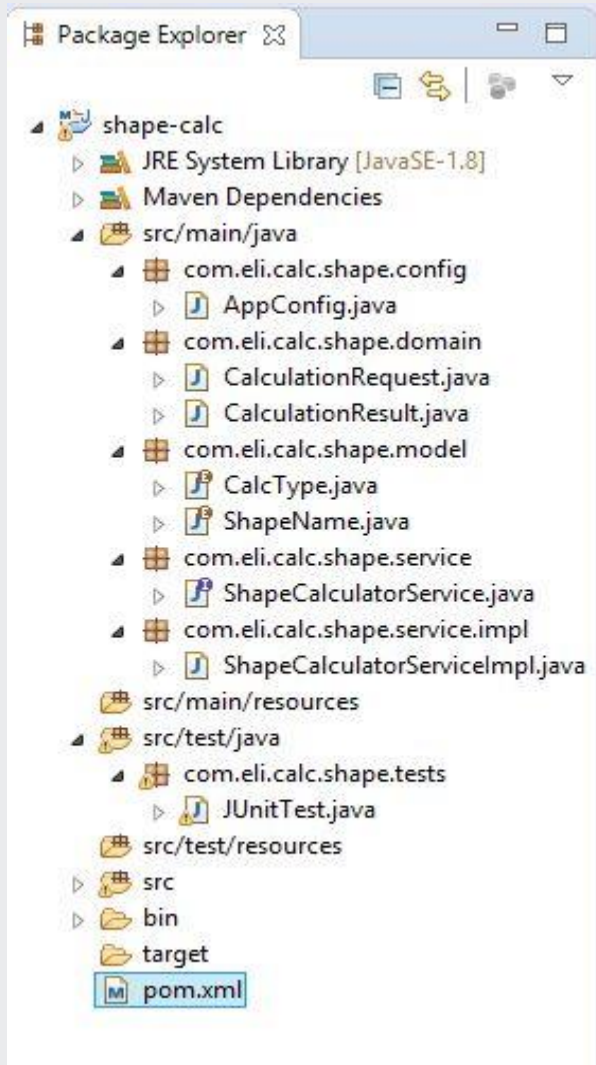 Package Explorer
shape-calc
JRE System Library [JavaSE-1.8]
Maven Dependencies
src/main/java
com.eli.calc.shape.config
AppConfig.java
com.eli.calc.shape.domain
CalculationRequest.java
CalculationResult.java
com.eli.calc.shape.model
CalcType.java
ShapeName.java
com.eli.calc.shape.service
ShapeCalculatorService.java
com.eli.calc.shape.service.impl
ShapeCalculatorServiceImpl.java
src/main/resources
src/test/java
com.eli.calc.shape.tests
JUnitTest.java
src/test/resources
src
bin
target
pom.xml